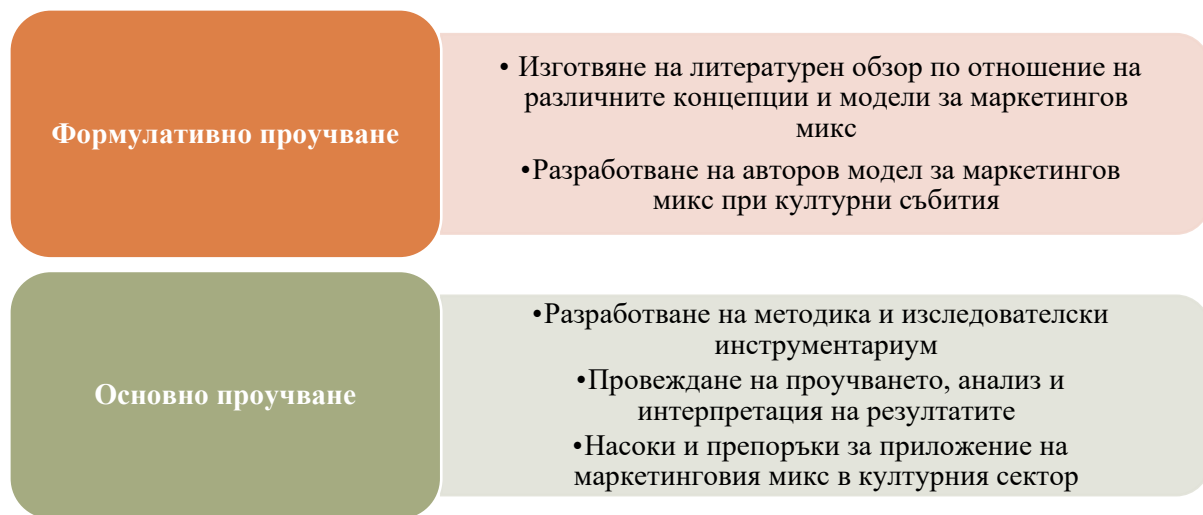 Формулативно проучване
• Изготвяне на литературен обзор по отношение на
различните концепции и модели за маркетингов
микс
•Разработване на авторов модел за маркетингов
микс при културни събития
Основно проучване
•Разработване на методика и изследователски
инструментариум
•Провеждане на проучването, анализ и
интерпретация на резултатите
•Насоки и препоръки за приложение на
маркетинговия микс в културния сектор